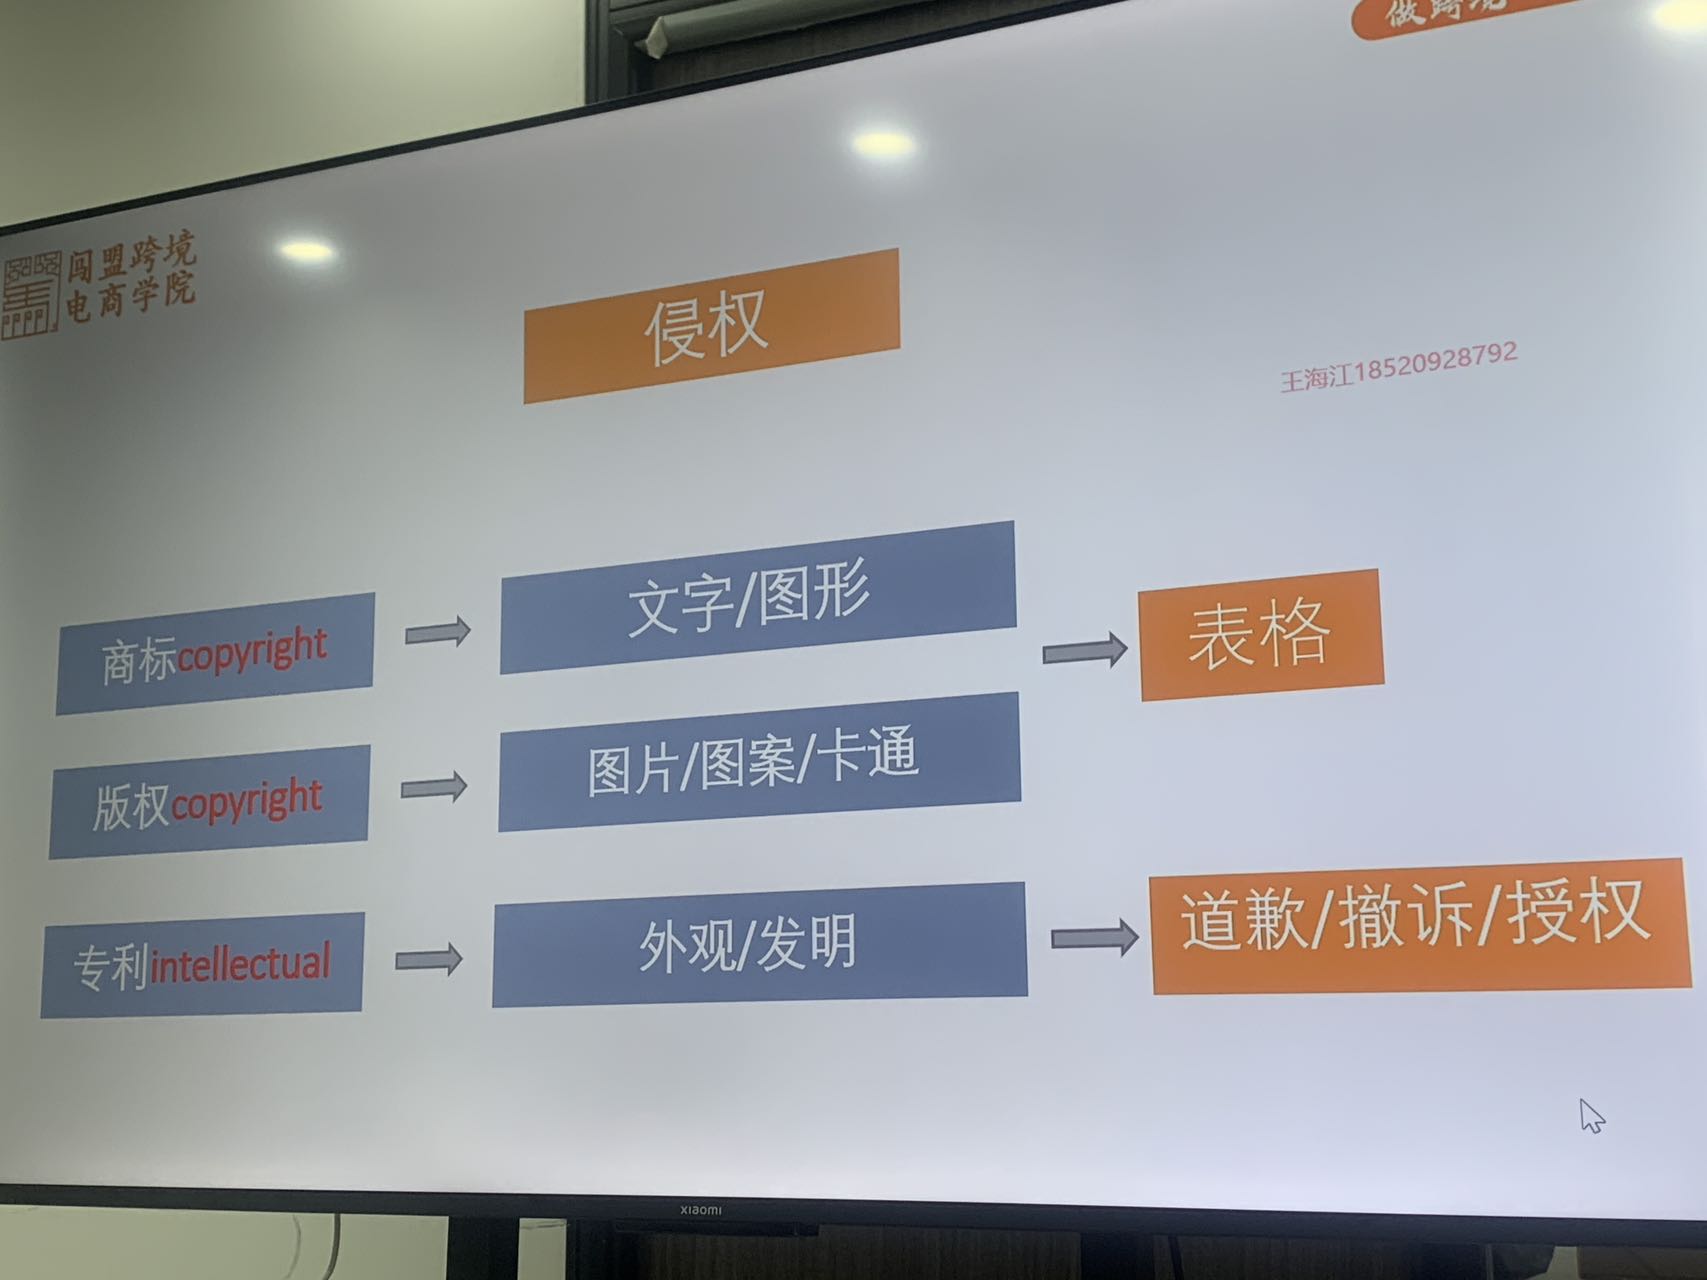 做跨境
闯盟跨境
电商学院
侵权
王海江18520928792
商标copyright
文字/图形
表格
版权copyright
图片/图案/卡通
专利intellectual
外观/发明
道歉/撤诉/授权
xiaomi